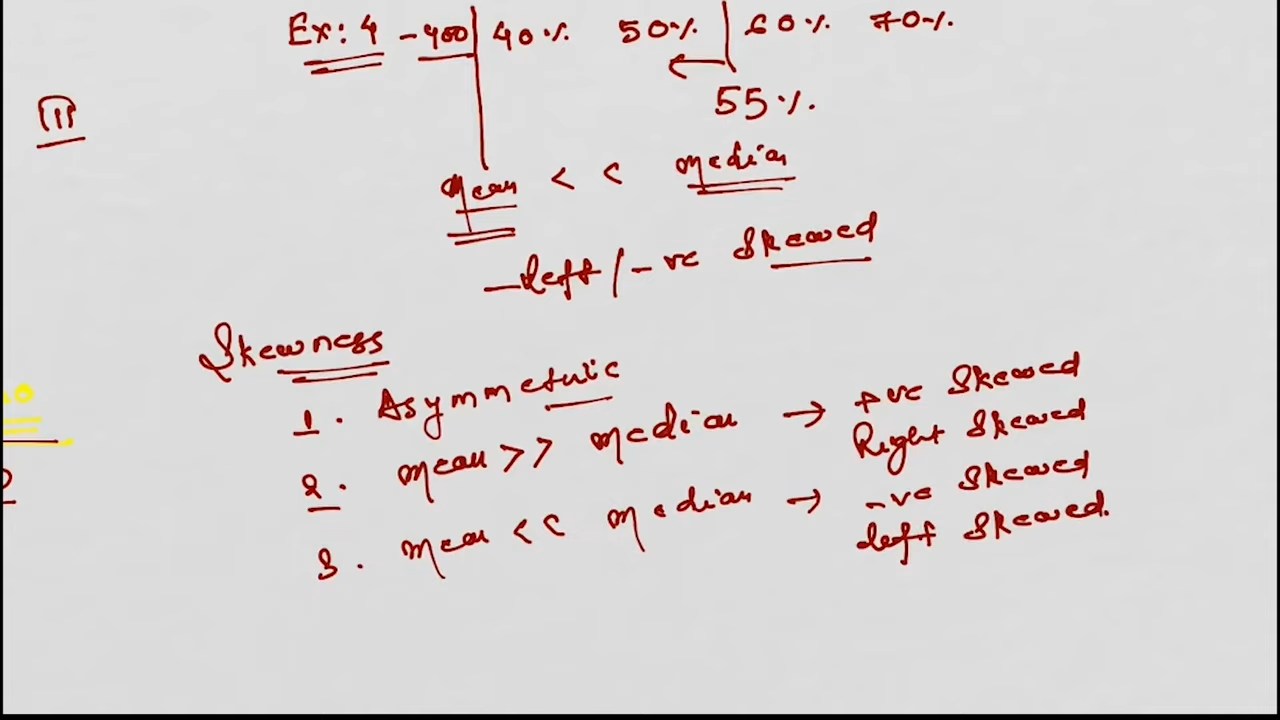 Ex: 4 -400 40% 50% 60% 70%
III
55%.
mean < < median
-left/-ve skewed
Skewness
1. Asymmetric
2. mean >> median → +ve skewed
Right skewed
3. mean << median → -ve skewed
left skewed.